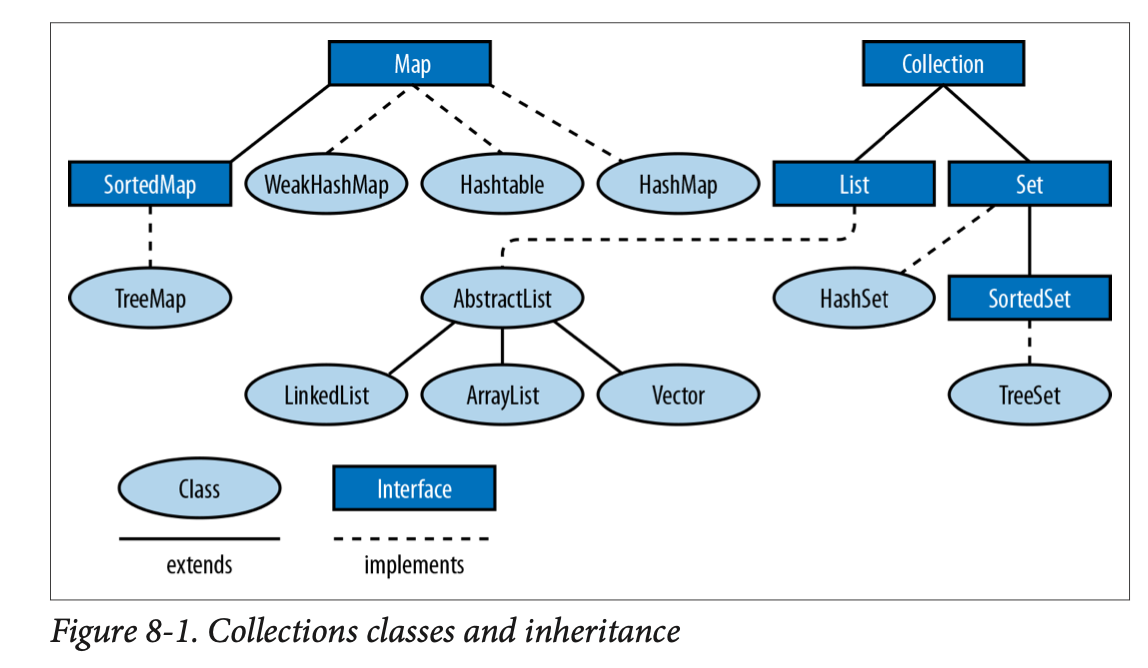 Map
Collection
SortedMap
WeakHashMap
Hashtable
HashMap
List
Set
TreeMap
AbstractList
HashSet
SortedSet
LinkedList
ArrayList
Vector
TreeSet
Class
Interface
extends
implements
Figure 8-1. Collections classes and inheritance